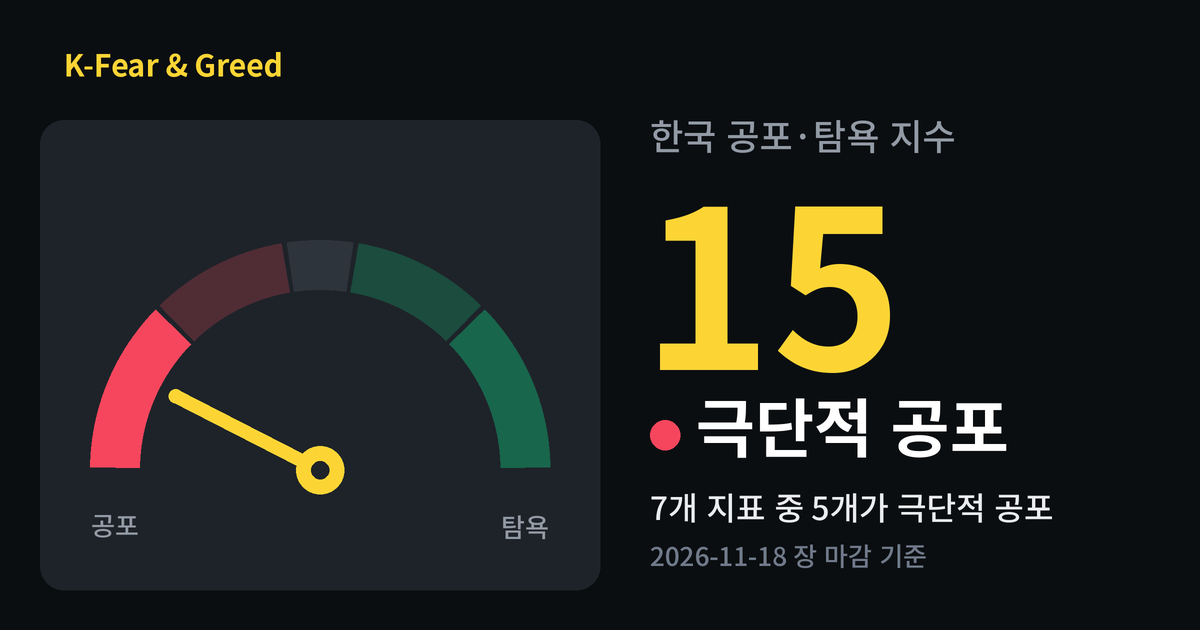 K-Fear & Greed
공포
탐욕
한국 공포·탐욕 지수
15
극단적 공포
7개 지표 중 5개가 극단적 공포
2026-11-18 장 마감 기준